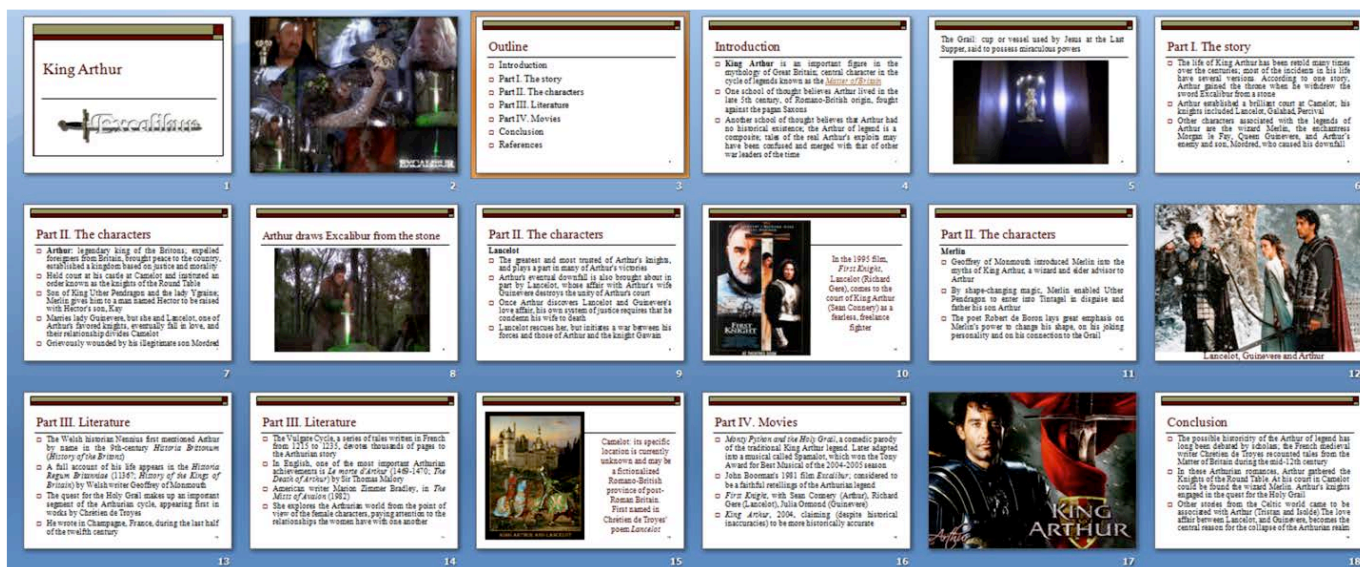 King Arthur
Excalibur
1
EXCALIBUR
2
Outline
Introduction
Part I. The story
Part II. The characters
Part III. Literature
Part IV. Movies
Conclusion
References
3
Introduction
King Arthur is an important figure in the
mythology of Great Britain; central character in the
cycle of legends known as the Matter of Britain
One school of thought believes Arthur lived in the
late 5th century, of Romano-British origin, fought
against the pagan Saxons
Another school of thought believes that Arthur had
no historical existence; the Arthur of legend is a
composite; tales of the real Arthur's exploits may
have been confused and merged with that of other
war leaders of the time
4
The Grail: cup or vessel used by Jesus at the Last
Supper, said to possess miraculous powers
5
Part I. The story
The life of King Arthur has been retold many times
over the centuries; most of the incidents in his life
have several versions. According to one story,
Arthur gained the throne when he withdrew the
sword Excalibur from a stone
Arthur established a brilliant court at Camelot; his
knights included Lancelot, Galahad, Percival
Other characters associated with the legends of
Arthur are the wizard Merlin, the enchantress
Morgan le Fay, Queen Guinevere, and Arthur's
enemy and son, Mordred, who caused his downfall
6
Part II. The characters
Arthur: legendary king of the Britons; expelled
foreigners from Britain, brought peace to the country,
established a kingdom based on justice and morality
Held court at his castle at Camelot and instituted an
order known as the knights of the Round Table
Son of King Uther Pendragon and the lady Ygraine;
Merlin gives him to a man named Hector to be raised
with Hector's son, Kay
Marries lady Guinevere, but she and Lancelot, one of
Arthur's favored knights, eventually fall in love, and
their relationship divides Camelot
Grievously wounded by his illegitimate son Mordred
7
Arthur draws Excalibur from the stone
8
Part II. The characters
Lancelot
The greatest and most trusted of Arthur's knights,
and plays a part in many of Arthur's victories
Arthur's eventual downfall is also brought about in
part by Lancelot, whose affair with Arthur's wife
Guinevere destroys the unity of Arthur's court
Once Arthur discovers Lancelot and Guinevere's
love affair, his own system of justice requires that he
condemn his wife to death
Lancelot rescues her, but initiates a war between his
forces and those of Arthur and the knight Gawan
9
FIRST
KNIGHT
In the 1995 film,
First Knight,
Lancelot (Richard
Gere), comes to the
court of King Arthur
(Sean Connery) as a
fearless, freelance
fighter
10
Part II. The characters
Merlin
Geoffrey of Monmouth introduced Merlin into the
myths of King Arthur, a wizard and elder advisor to
Arthur
By shape-changing magic, Merlin enabled Uther
Pendragon to enter into Tintagel in disguise and
father his son Arthur
The poet Robert de Boron lays great emphasis on
Merlin's power to change his shape, on his joking
personality and on his connection to the Grail
11
Lancelot, Guinevere and Arthur
12
Part III. Literature
The Welsh historian Nennius first mentioned Arthur
by name in the 9th-century Historia Brittonum
(History of the Britons)
A full account of his life appears in the Historia
Regum Britanniae (1136?; History of the Kings of
Britain) by Welsh writer Geoffrey of Monmouth
The quest for the Holy Grail makes up an important
segment of the Arthurian cycle, appearing first in
works by Chrétien de Troyes
He wrote in Champagne, France, during the last half
of the twelfth century
13
Part III. Literature
The Vulgate Cycle, a series of tales written in French
from 1215 to 1235, devotes thousands of pages to
the Arthurian story
In English, one of the most important Arthurian
achievements is Le morte d'Arthur (1469-1470; The
Death of Arthur) by Sir Thomas Malory
American writer Marion Zimmer Bradley, in The
Mists of Avalon (1982)
She explores the Arthurian world from the point of
view of the female characters, paying attention to the
relationships the women have with one another
14
KING ARTHUR AND LANCELOT
Camelot: its specific
location is currently
unknown and may be
a fictionalized
Romano-British
province of post-
Roman Britain.
First named in
Chrétien de Troyes'
poem Lancelot
15
Part IV. Movies
Monty Python and the Holy Grail, a comedic parody
of the traditional King Arthur legend. Later adapted
into a musical called Spamalot, which won the Tony
Award for Best Musical of the 2004-2005 season
John Boorman's 1981 film Excalibur; considered to
be a faithful retellings of the Arthurian legend
First Knight, with Sean Connery (Arthur), Richard
Gere (Lancelot), Julia Ormond (Guinevere)
King Arthur, 2004, claiming (despite historical
inaccuracies) to be more historically accurate
16
KING
ARTHUR
Arthur
17
Conclusion
The possible historicity of the Arthur of legend has
long been debated by scholars; the French medieval
writer Chrétien de Troyes recounted tales from the
Matter of Britain during the mid-12th century
In these Arthurian romances, Arthur gathered the
Knights of the Round Table. At his court in Camelot
could be found the wizard Merlin. Arthur's knights
engaged in the quest for the Holy Grail
Other stories from the Celtic world came to be
associated with Arthur (Tristan and Isolde) The love
affair between Lancelot, and Guinevere, becomes the
central reason for the collapse of the Arthurian realm
18